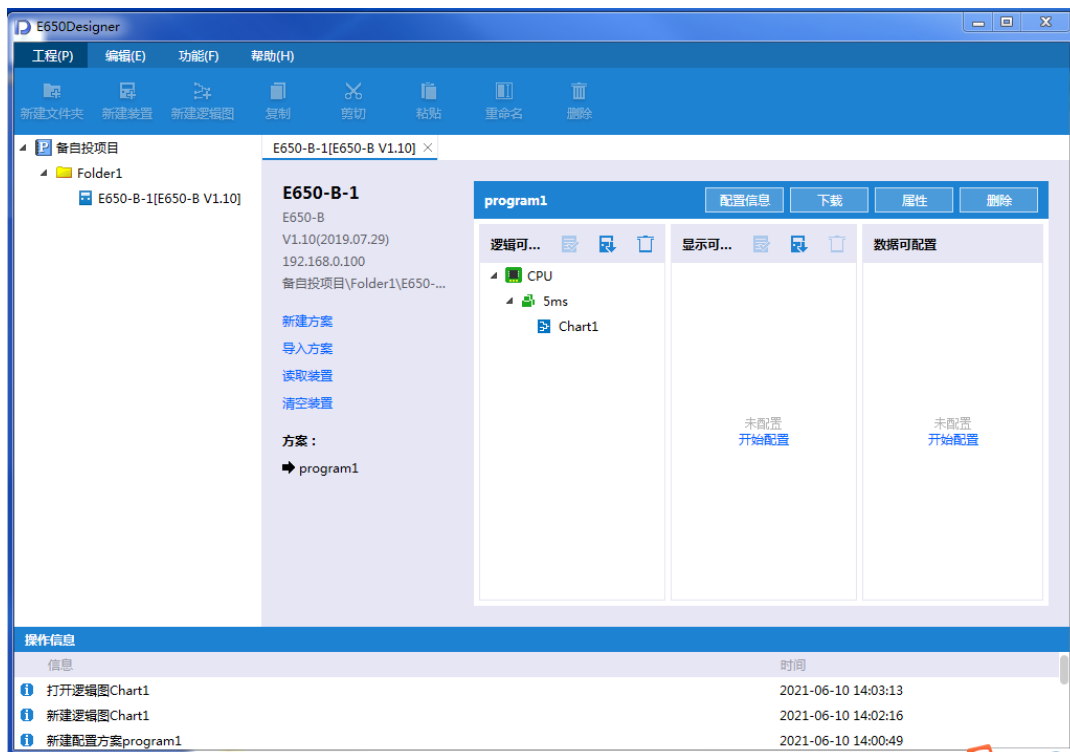 E650Designer
工程(P) 编辑(E) 功能(F) 帮助(H)
新建文件夹 新建装置 新建逻辑图 复制 剪切 粘贴 重命名 删除
备自投项目
Folder1
E650-B-1[E650-B V1.10]
E650-B-1[E650-B V1.10]
E650-B-1
E650-B
V1.10(2019.07.29)
192.168.0.100
备自投项目\Folder1\E650-...
新建方案
导入方案
读取装置
清空装置
方案：
program1
program1 配置信息 下载 属性 删除
逻辑可... 显示可... 数据可配置
CPU
5ms
Chart1
未配置
开始配置
未配置
开始配置
操作信息
信息 时间
打开逻辑图Chart1 2021-06-10 14:03:13
新建逻辑图Chart1 2021-06-10 14:02:16
新建配置方案program1 2021-06-10 14:00:49